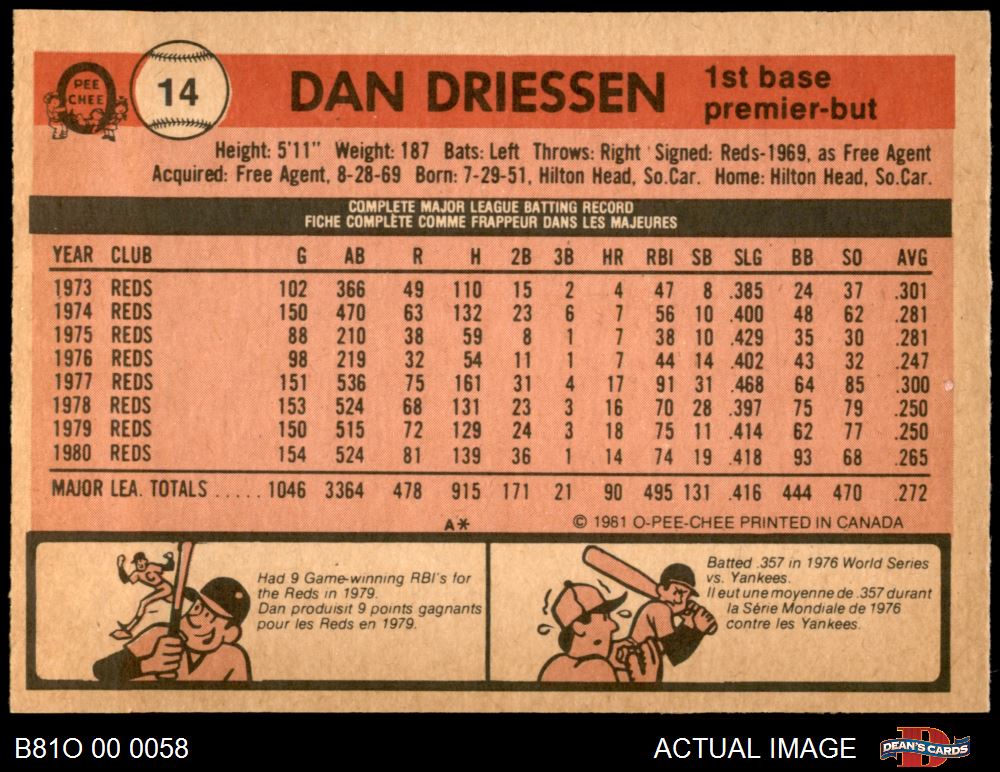 PEE
CHEE
14
DAN DRIESSEN
1st base
premier-but
Height: 5'11" Weight: 187 Bats: Left Throws: Right Signed: Reds-1969, as Free Agent
Acquired: Free Agent, 8-28-69 Born: 7-29-51, Hilton Head, So.Car. Home: Hilton Head, So.Car.
COMPLETE MAJOR LEAGUE BATTING RECORD
FICHE COMPLÈTE COMME FRAPPEUR DANS LES MAJEURES
YEAR CLUB G AB R H 2B 3B HR RBI SB SLG BB SO AVG
1973 REDS 102 366 49 110 15 2 4 47 8 .385 24 37 .301
1974 REDS 150 470 63 132 23 6 7 56 10 .400 48 62 .281
1975 REDS 88 210 38 59 8 1 7 38 10 .429 35 30 .281
1976 REDS 98 219 32 54 11 1 7 44 14 .402 43 32 .247
1977 REDS 151 536 75 161 31 4 17 91 31 .468 64 85 .300
1978 REDS 153 524 68 131 23 3 16 70 28 .397 75 79 .250
1979 REDS 150 515 72 129 24 3 18 75 11 .414 62 77 .250
1980 REDS 154 524 81 139 36 1 14 74 19 .418 93 68 .265
MAJOR LEA. TOTALS ..... 1046 3364 478 915 171 21 90 495 131 .416 444 470 .272
A* © 1981 O-PEE-CHEE PRINTED IN CANADA
Had 9 Game-winning RBI's for
the Reds in 1979.
Dan produisit 9 points gagnants
pour les Reds en 1979.
Batted .357 in 1976 World Series
vs. Yankees.
Il eut une moyenne de .357 durant
la Série Mondiale de 1976
contre les Yankees.
B81O 00 0058
ACTUAL IMAGE
DEAN'S CARDS